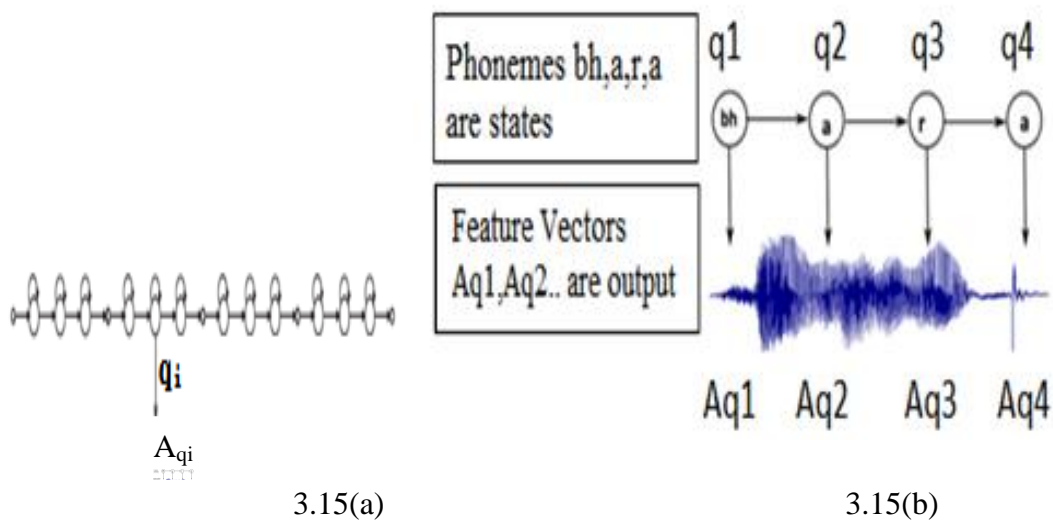 Phonemes bh,a,r,a
are states
Feature Vectors
Aq1,Aq2.. are output
q1 q2 q3 q4
bh a r a
Aq1 Aq2 Aq3 Aq4
qi
Aqi
3.15(a) 3.15(b)